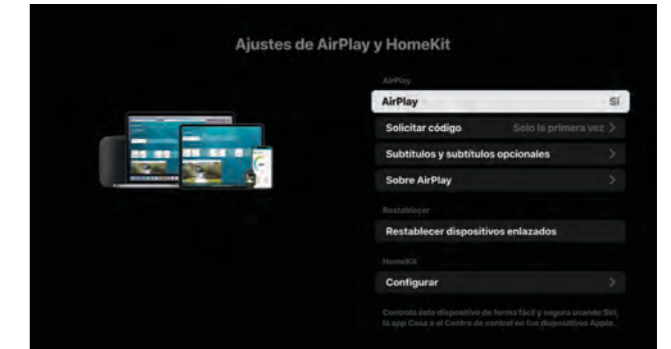 Ajustes de AirPlay y HomeKit
AirPlay
AirPlay Sí
Solicitar código Solo la primera vez
Subtítulos y subtítulos opcionales
Sobre AirPlay
Restablecer
Restablecer dispositivos enlazados
HomeKit
Configurar
Controla este dispositivo de forma fácil y segura usando Siri,
la app Casa o el Centro de control en tus dispositivos Apple.